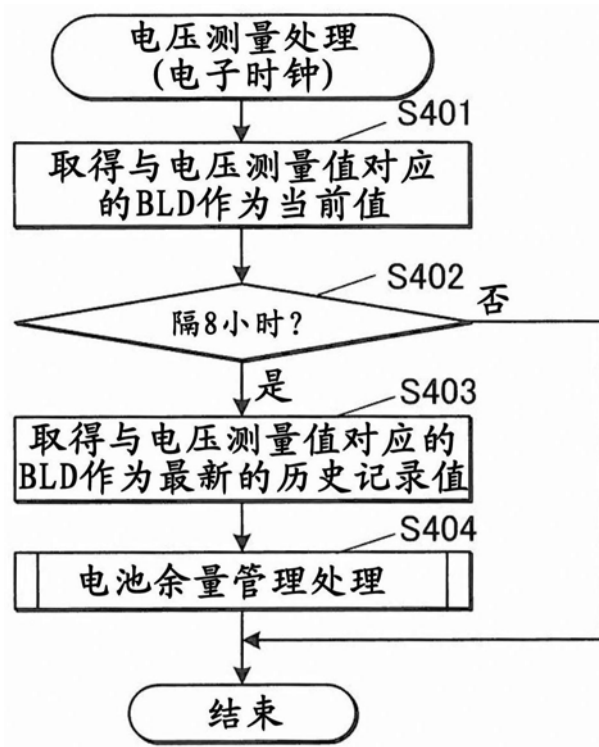 电压测量处理
(电子时钟)
S401
取得与电压测量值对应
的BLD作为当前值
S402
隔8小时?
否
是
S403
取得与电压测量值对应的
BLD作为最新的历史记录值
S404
电池余量管理处理
结束